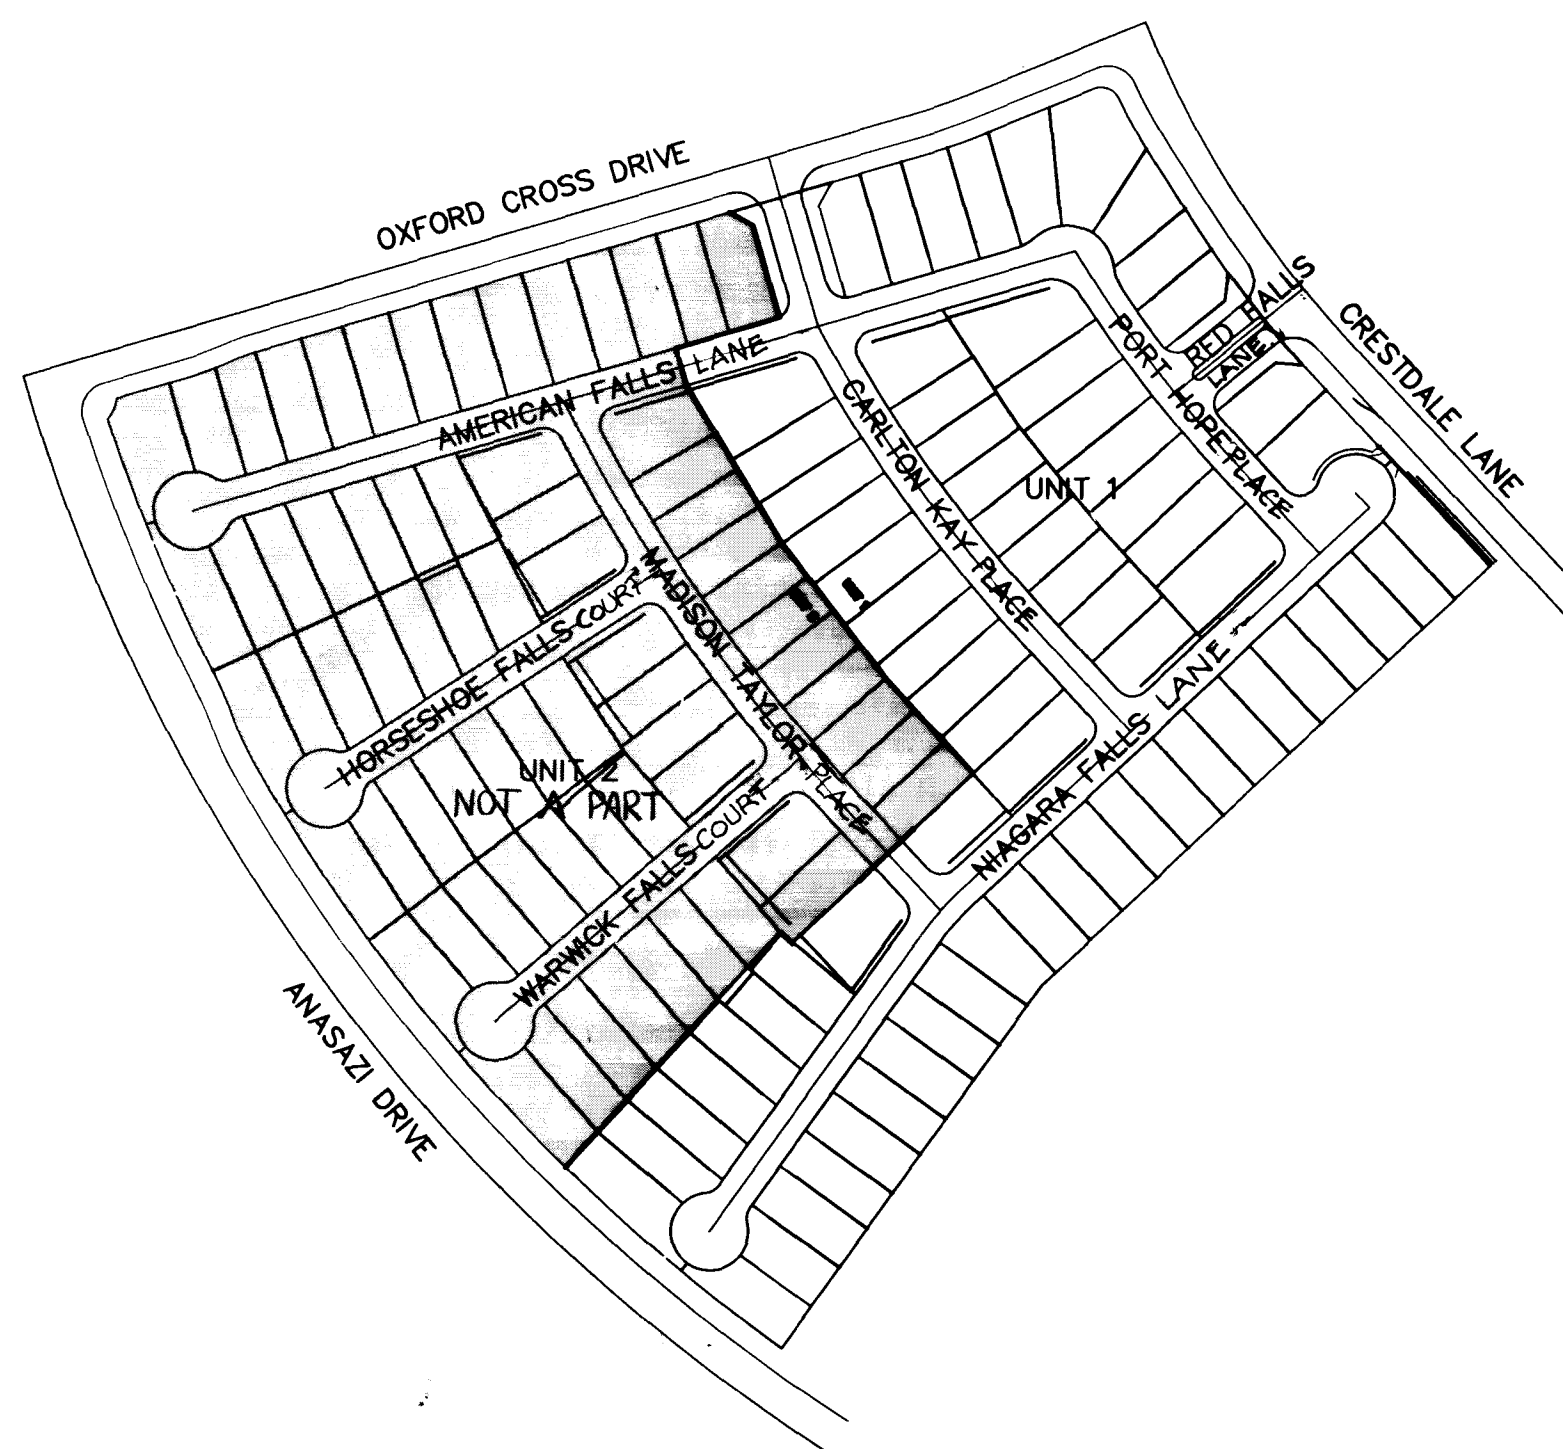 OXFORD CROSS DRIVE
RED FALLS
LANE
CRESTDALE LANE
AMERICAN FALLS LANE
PORT HOPE PLACE
CARLTON KAY PLACE
UNIT 1
MADISON TAYLOR PLACE
HORSESHOE FALLS COURT
UNIT 2
NOT A PART
NIAGARA FALLS LANE
WARWICK FALLS COURT
ANASAZI DRIVE